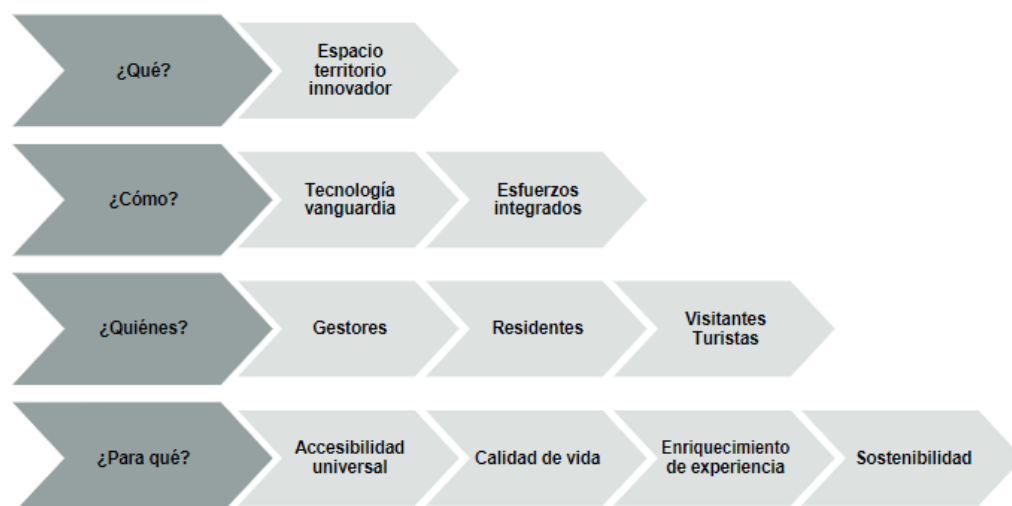 ¿Qué?
Espacio
territorio
innovador
¿Cómo?
Tecnología
vanguardia
Esfuerzos
integrados
¿Quiénes?
Gestores
Residentes
Visitantes
Turistas
¿Para qué?
Accesibilidad
universal
Calidad de vida
Enriquecimiento
de experiencia
Sostenibilidad